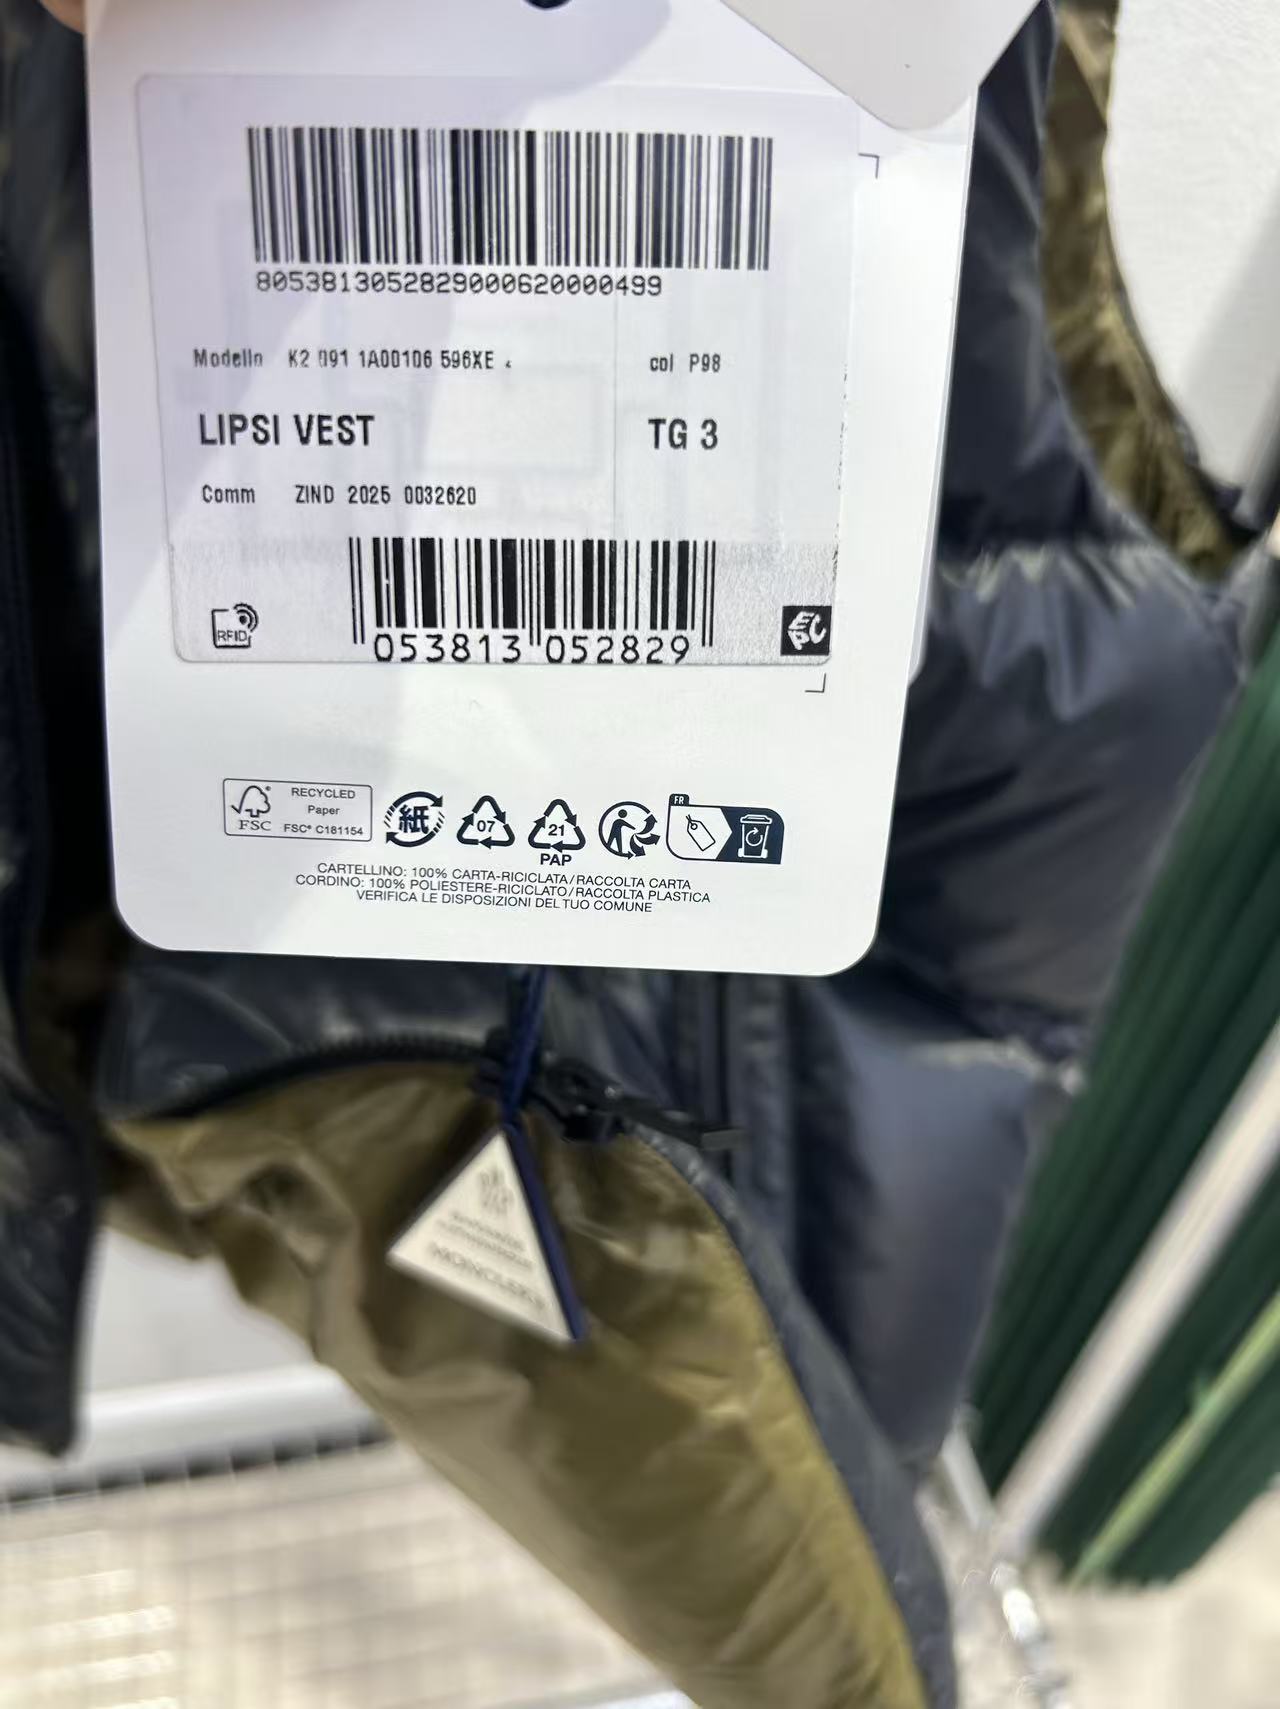 8053813052829000620000499
Modello K2 091 1A00106 596XE
col P98
LIPSI VEST
TG 3
Comm ZIND 2025 0032620
RFID
053813 052829
EPC
FSC
RECYCLED
Paper
FSC® C181154
紙
07
21
PAP
FR
CARTELLINO: 100% CARTA-RICICLATA/RACCOLTA CARTA
CORDINO: 100% POLIESTERE-RICICLATO/RACCOLTA PLASTICA
VERIFICA LE DISPOSIZIONI DEL TUO COMUNE
MONCLER